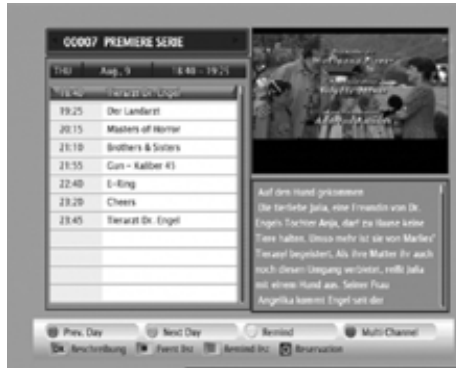 00007 PREMIERE SERIE
THU Aug. 9 18:40 - 19:25
18:40 Tierarzt Dr. Engel
19:25 Der Landarzt
20:15 Masters of Horror
21:10 Brothers & Sisters
21:55 Gun - Kaliber 45
22:40 E-Ring
23:20 Cheers
23:45 Tierarzt Dr. Engel
Auf den Hund gekommen
Die tierliebe Julia, eine Freundin von Dr.
Engels Tochter Anja, darf zu Hause keine
Tiere halten. Umso mehr ist sie von Marlies'
Tierasyl begeistert. Als ihre Mutter ihr auch
noch diesen Umgang verbietet, reißt Julia
mit einem Hund aus. Seiner Frau
Angelika kommt Engel seit der
Prev. Day Next Day Remind Multi-Channel
Beschreibung Event list Remind list Reservation